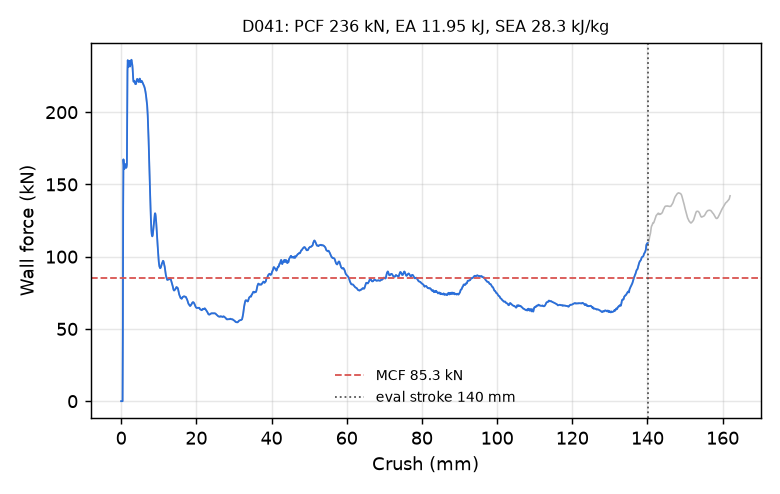 D041: PCF 236 kN, EA 11.95 kJ, SEA 28.3 kJ/kg
Wall force (kN)
200
150
100
50
0
MCF 85.3 kN
eval stroke 140 mm
0 20 40 60 80 100 120 140 160
Crush (mm)